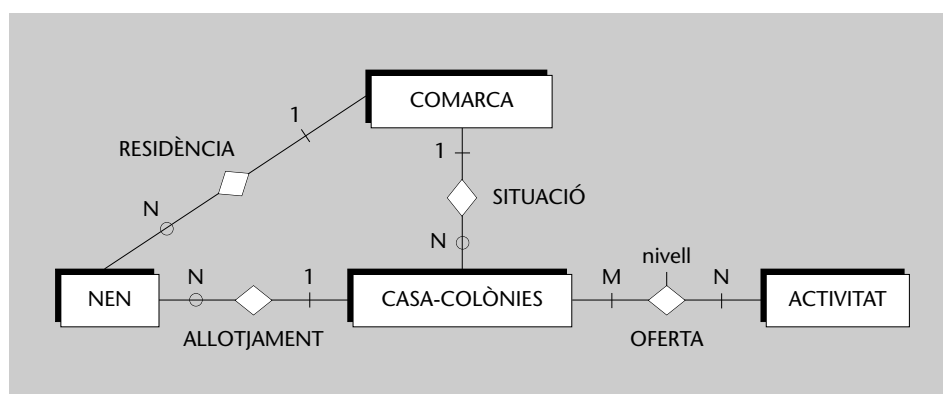 COMARCA
1
RESIDÈNCIA
1
SITUACIÓ
N
N
nivell
NEN
N
1
CASA-COLÒNIES
M
N
ACTIVITAT
ALLOTJAMENT
OFERTA